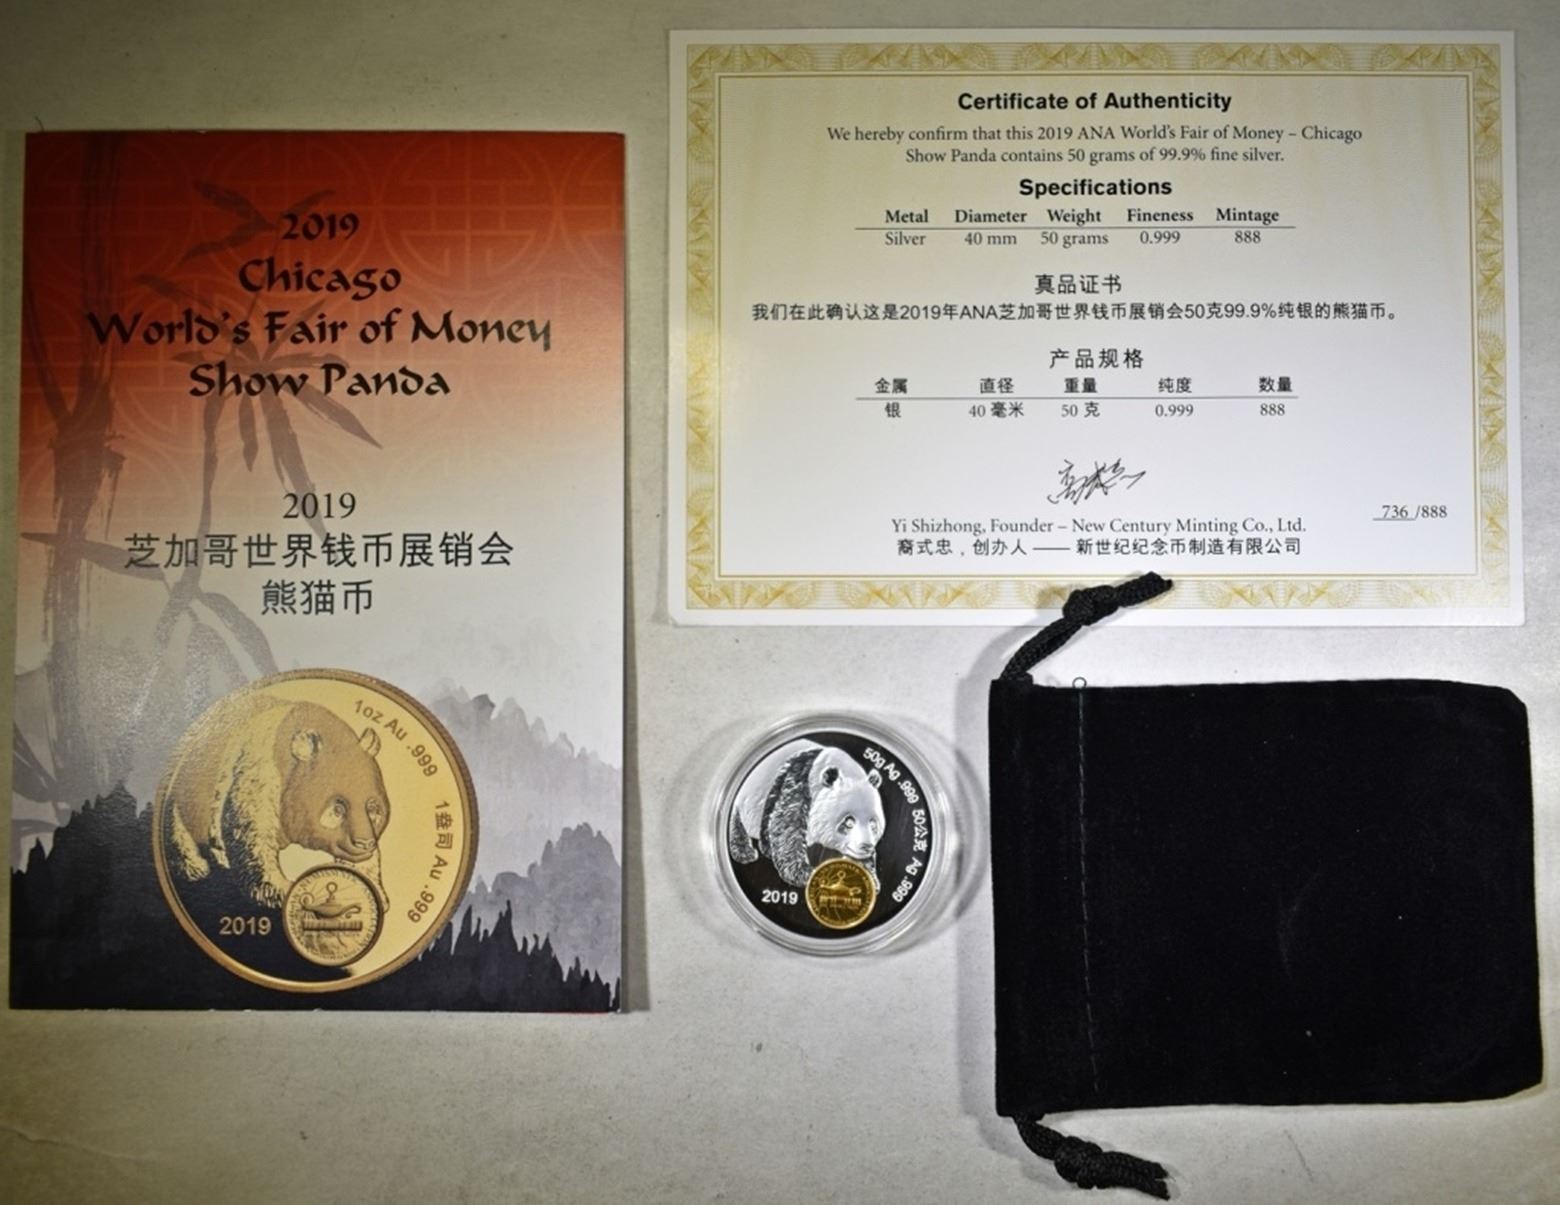 2019
Chicago
World's Fair of Money
Show Panda
2019
芝加哥世界钱币展销会
熊猫币
1oz Au .999
1盎司 Au .999
2019
Certificate of Authenticity
We hereby confirm that this 2019 ANA World's Fair of Money – Chicago
Show Panda contains 50 grams of 99.9% fine silver.
Specifications
Metal Diameter Weight Fineness Mintage
Silver 40 mm 50 grams 0.999 888
真品证书
我们在此确认这是2019年ANA芝加哥世界钱币展销会50克99.9%纯银的熊猫币。
产品规格
金属 直径 重量 纯度 数量
银 40 毫米 50 克 0.999 888
736 /888
Yi Shizhong, Founder – New Century Minting Co., Ltd.
裔式忠，创办人 —— 新世纪纪念币制造有限公司
50g Ag .999 50公克 Ag .999
2019